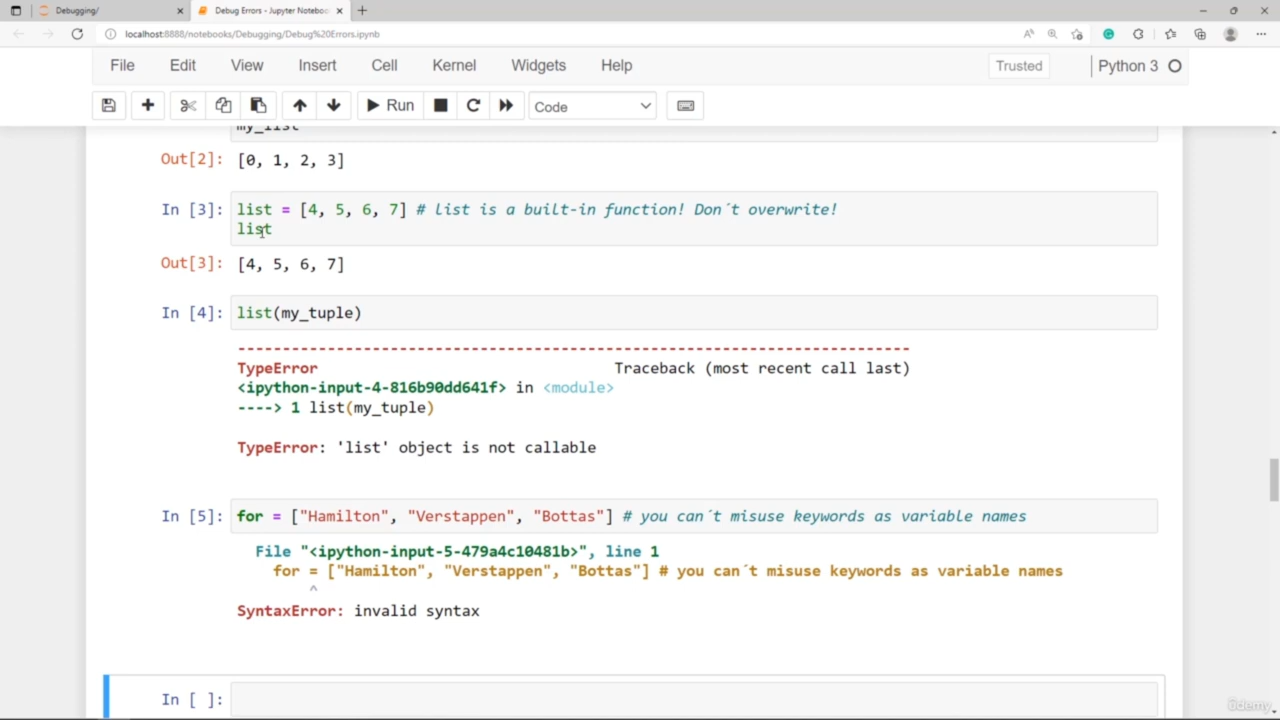 Debugging/
Debug Errors - Jupyter Noteboo
localhost:8888/notebooks/Debugging/Debug%20Errors.ipynb
File Edit View Insert Cell Kernel Widgets Help Trusted Python 3
Run Code
my_list
Out[2]: [0, 1, 2, 3]
In [3]: list = [4, 5, 6, 7] # list is a built-in function! Don´t overwrite!
list
Out[3]: [4, 5, 6, 7]
In [4]: list(my_tuple)
---------------------------------------------------------------------------
TypeError Traceback (most recent call last)
<ipython-input-4-816b90dd641f> in <module>
----> 1 list(my_tuple)
TypeError: 'list' object is not callable
In [5]: for = ["Hamilton", "Verstappen", "Bottas"] # you can´t misuse keywords as variable names
File "<ipython-input-5-479a4c10481b>", line 1
for = ["Hamilton", "Verstappen", "Bottas"] # you can´t misuse keywords as variable names
^
SyntaxError: invalid syntax
In [ ]:
ûdemy